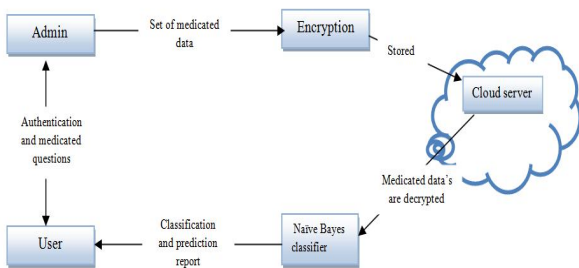 Admin
Set of medicated
data
Encryption
Stored
Cloud server
Authentication
and medicated
questions
Medicated data's
are decrypted
User
Classification
and prediction
report
Naïve Bayes
classifier